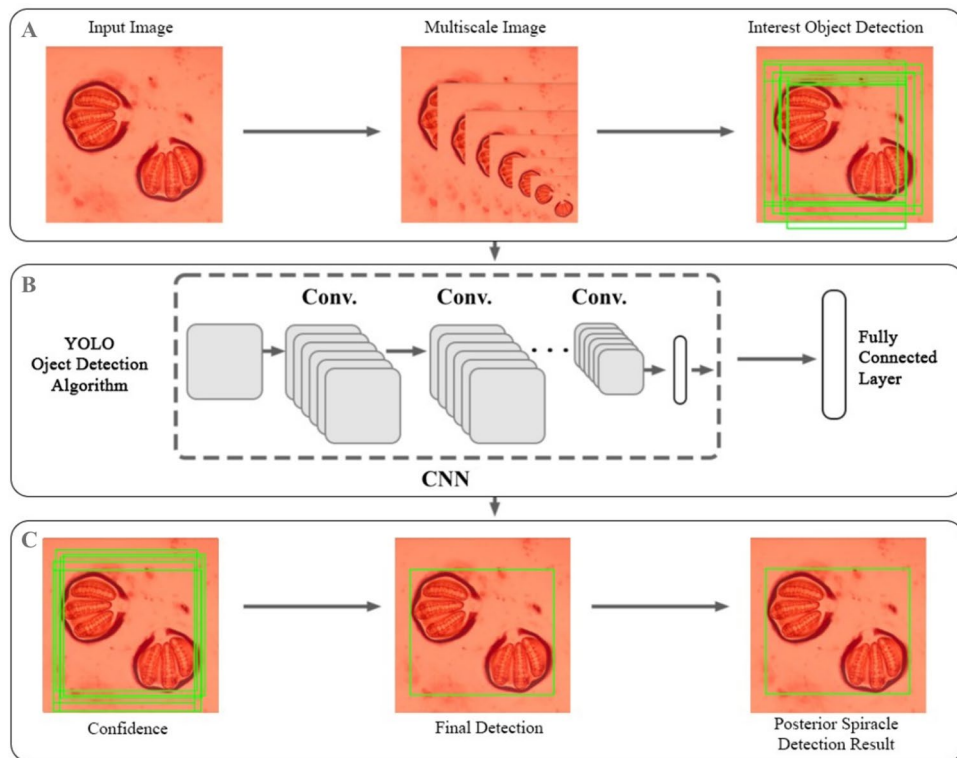 A
Input Image
Multiscale Image
Interest Object Detection
B
Conv.
Conv.
Conv.
YOLO
Oject Detection
Algorithm
Fully
Connected
Layer
CNN
C
Confidence
Final Detection
Posterior Spiracle
Detection Result